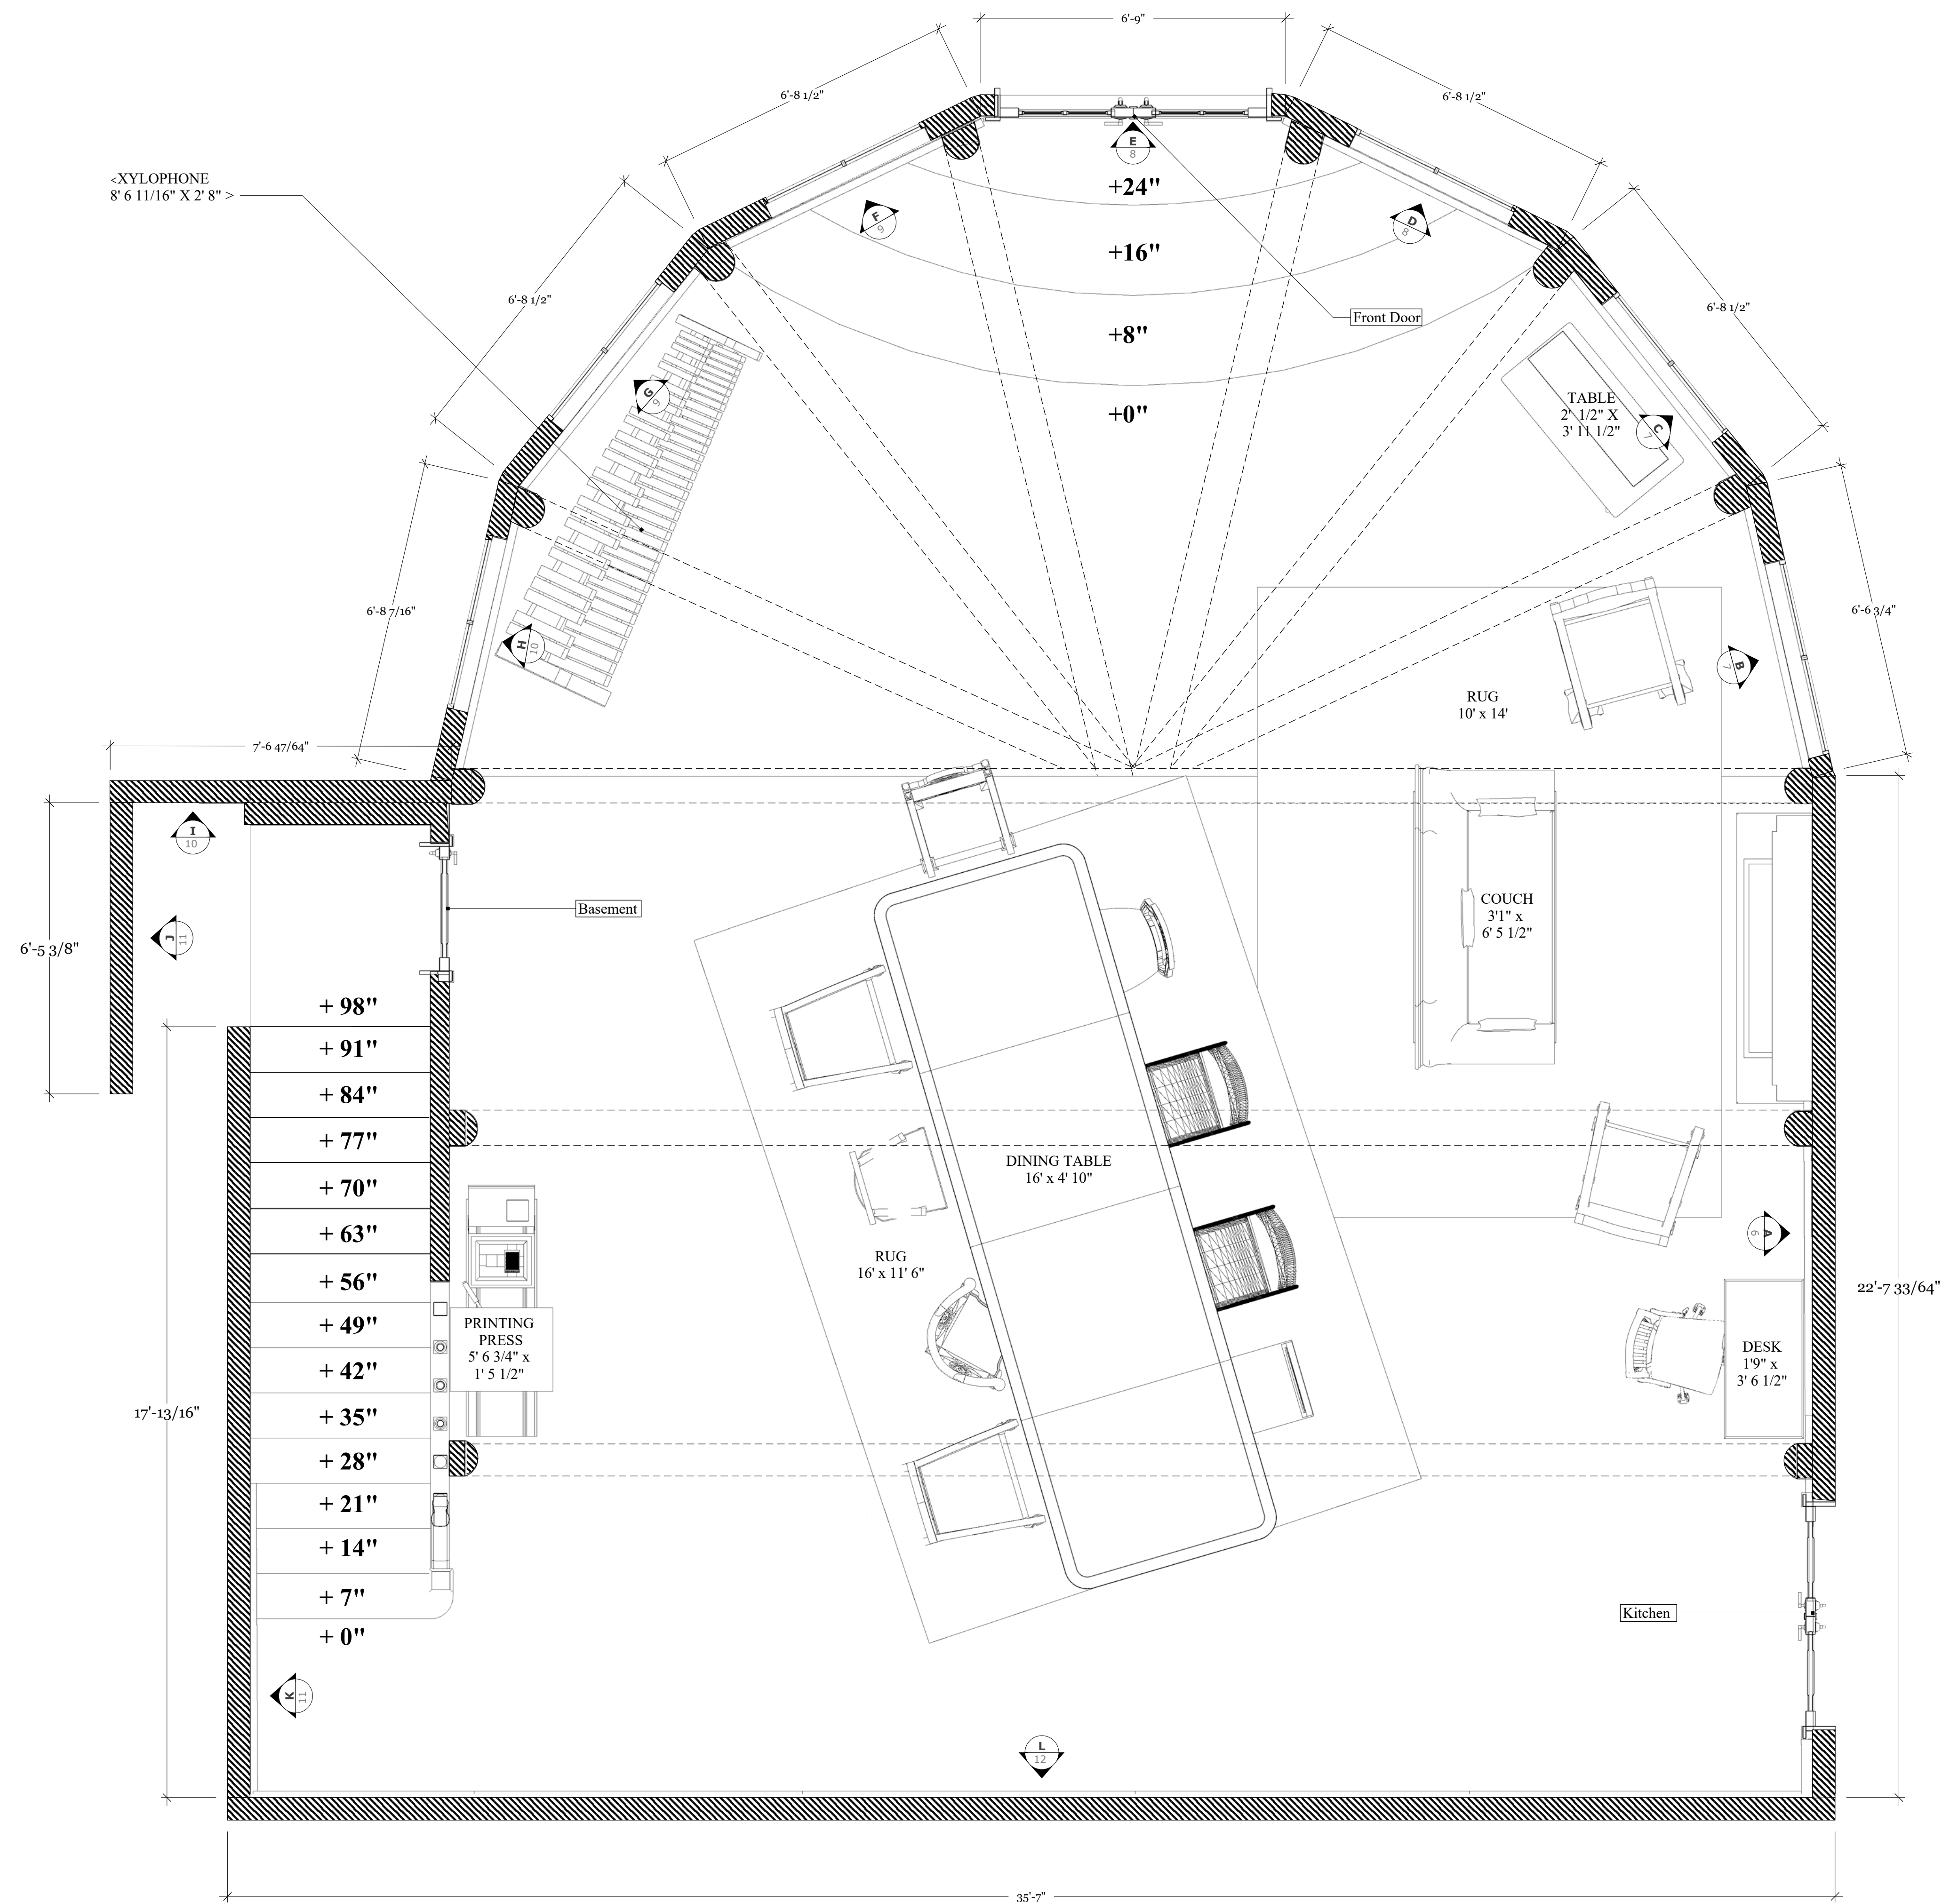 6'-9"
6'-8 1/2"
6'-8 1/2"
E
8
<XYLOPHONE
8' 6 11/16" X 2' 8" >
+24"
F
9
D
8
+16"
6'-8 1/2"
6'-8 1/2"
Front Door
+8"
G
9
TABLE
2' 1/2" X
3' 11 1/2"
C
7
+0"
6'-8 7/16"
6'-6 3/4"
H
10
B
7
RUG
10' x 14'
7'-6 47/64"
I
10
COUCH
3'1" x
6' 5 1/2"
Basement
J
11
6'-5 3/8"
+ 98"
+ 91"
+ 84"
+ 77"
DINING TABLE
16' x 4' 10"
+ 70"
+ 63"
A
6
RUG
16' x 11' 6"
+ 56"
22'-7 33/64"
+ 49"
PRINTING
PRESS
5' 6 3/4" x
1' 5 1/2"
DESK
1'9" x
3' 6 1/2"
+ 42"
17'-13/16"
+ 35"
+ 28"
+ 21"
+ 14"
+ 7"
Kitchen
+ 0"
K
11
L
12
35'-7"